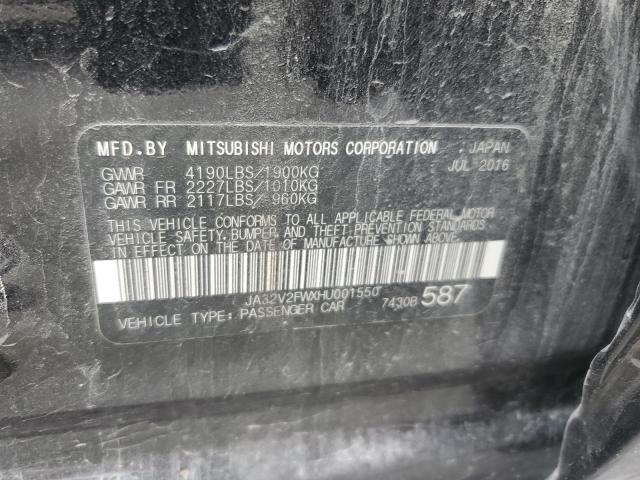 MFD.BY MITSUBISHI MOTORS CORPORATION JAPAN
GVWR 4190LBS/1900KG JUL 2016
GAWR FR 2227LBS/1010KG
GAWR RR 2117LBS/ 960KG
THIS VEHICLE CONFORMS TO ALL APPLICABLE FEDERAL MOTOR
VEHICLE SAFETY, BUMPER, AND THEFT PREVENTION STANDARDS
IN EFFECT ON THE DATE OF MANUFACTURE SHOWN ABOVE.
JA32V2FWXHU001550
VEHICLE TYPE: PASSENGER CAR 7430B 587